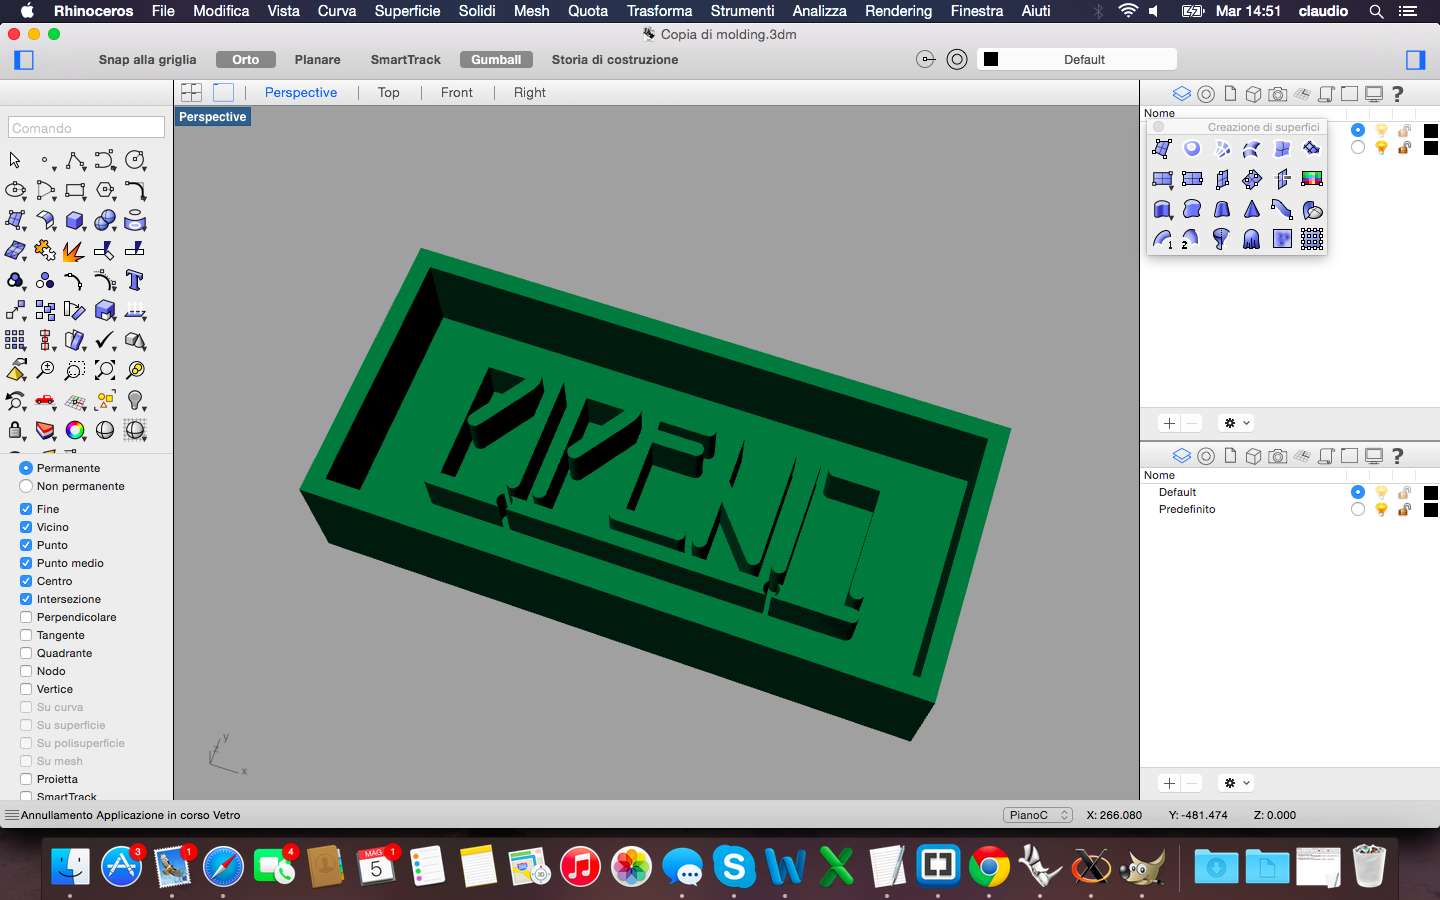 Rhinoceros File Modifica Vista Curva Superficie Solidi Mesh Quota Trasforma Strumenti Analizza Rendering Finestra Aiuti Mar 14:51 claudio
Copia di molding.3dm
Snap alla griglia Orto Planare SmartTrack Gumball Storia di costruzione Default
Perspective Top Front Right
Perspective
Comando
Nome
Creazione di superfici
1 2
Permanente
Non permanente
Fine
Vicino
Punto
Punto medio
Centro
Intersezione
Perpendicolare
Tangente
Quadrante
Nodo
Vertice
Su curva
Su superficie
Su polisuperficie
Su mesh
Proietta
SmartTrack
Nome
Default
Predefinito
y
z
x
Annullamento Applicazione in corso Vetro
PianoC X: 266.080 Y: -481.474 Z: 0.000
3 1 4 MAG 5 1